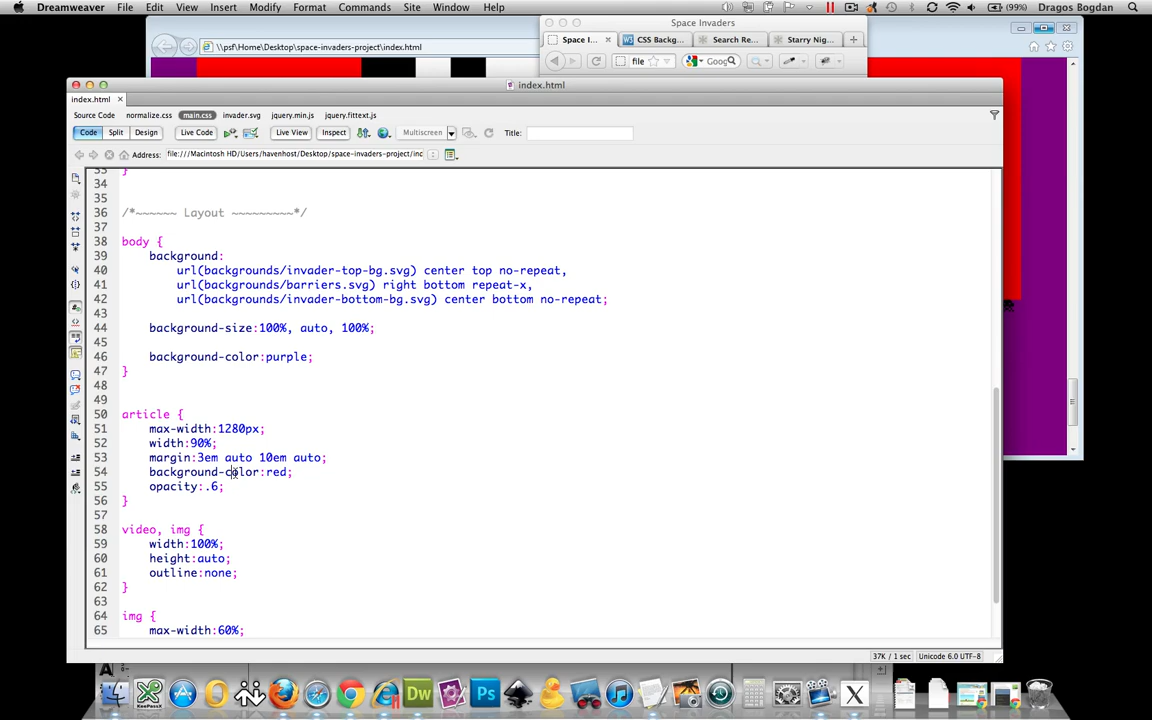 Dreamweaver File Edit View Insert Modify Format Commands Site Window Help (99%) Dragos Bogdan
Space Invaders
\\psf\Home\Desktop\space-invaders-project\index.html
Space I... CSS Backg... Search Re... Starry Nig...
file Goog
index.html
index.html
Source Code normalize.css main.css invader.svg jquery.min.js jquery.fittext.js
Code Split Design Live Code Live View Inspect Multiscreen Title:
Address: file:///Macintosh HD/Users/havenhost/Desktop/space-invaders-project/inc
33 }
34
35
36 /*~~~~~~ Layout ~~~~~~~~~*/
37
38 body {
39 background:
40 url(backgrounds/invader-top-bg.svg) center top no-repeat,
41 url(backgrounds/barriers.svg) right bottom repeat-x,
42 url(backgrounds/invader-bottom-bg.svg) center bottom no-repeat;
43
44 background-size:100%, auto, 100%;
45
46 background-color:purple;
47 }
48
49
50 article {
51 max-width:1280px;
52 width:90%;
53 margin:3em auto 10em auto;
54 background-color:red;
55 opacity:.6;
56 }
57
58 video, img {
59 width:100%;
60 height:auto;
61 outline:none;
62 }
63
64 img {
65 max-width:60%;
37K / 1 sec Unicode 6.0 UTF-8
KeePassX Dw Ps X